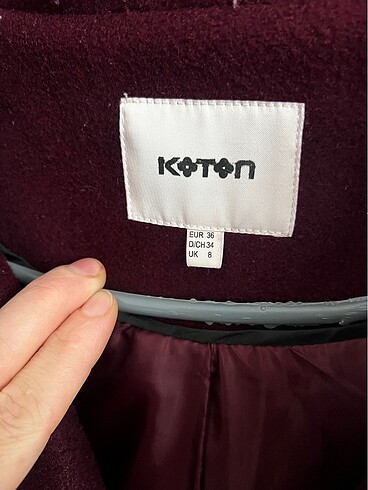 KOTON
EUR 36
D/CH 34
UK 8